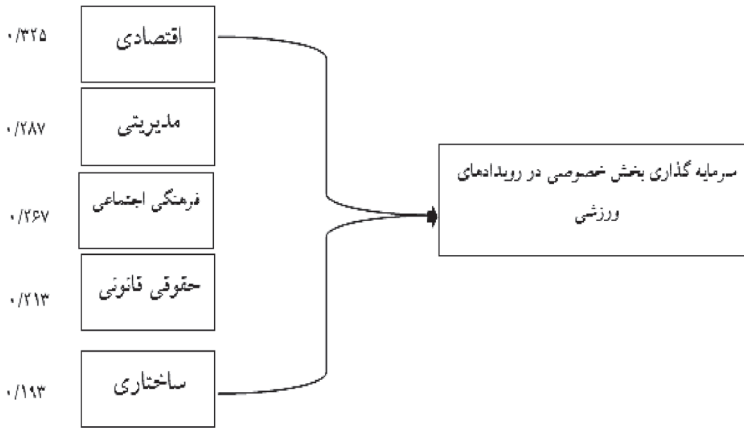 ۰/۳۲۵
اقتصادی
۰/۲۸۷
مدیریتی
۰/۲۶۷
فرهنگی اجتماعی
۰/۲۱۳
حقوقی قانونی
۰/۱۹۳
ساختاری
سرمایه گذاری بخش خصوصی در رویدادهای
ورزشی